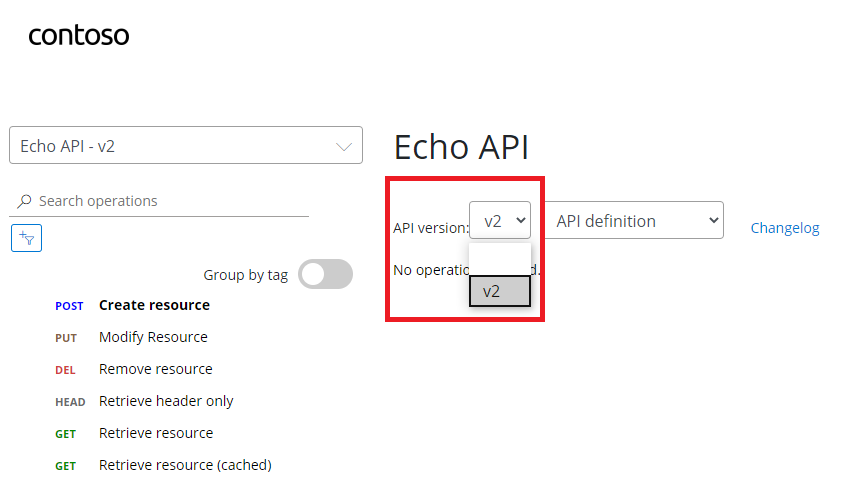 contoso
Echo API - v2
Search operations
Group by tag
POST Create resource
PUT Modify Resource
DEL Remove resource
HEAD Retrieve header only
GET Retrieve resource
GET Retrieve resource (cached)
Echo API
API version: v2 API definition Changelog
No operatio d.
v2